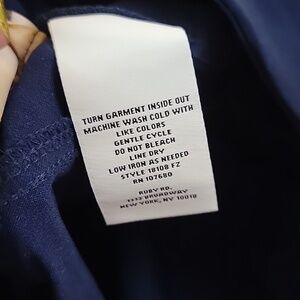 TURN GARMENT INSIDE OUT
MACHINE WASH COLD WITH
LIKE COLORS
GENTLE CYCLE
DO NOT BLEACH
LINE DRY
LOW IRON AS NEEDED
STYLE 18108 FZ
RN 107680
RUBY RD.
BROADWAY
NEW YORK, NY 10018